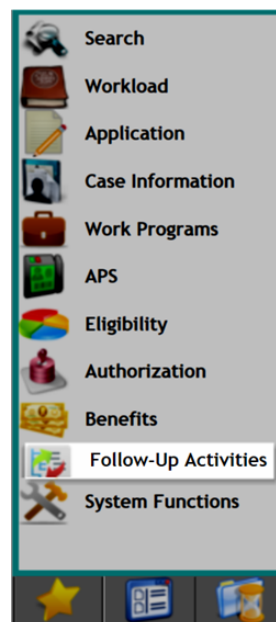 Search
Workload
Application
Case Information
Work Programs
APS
Eligibility
Authorization
Benefits
Follow-Up Activities
System Functions